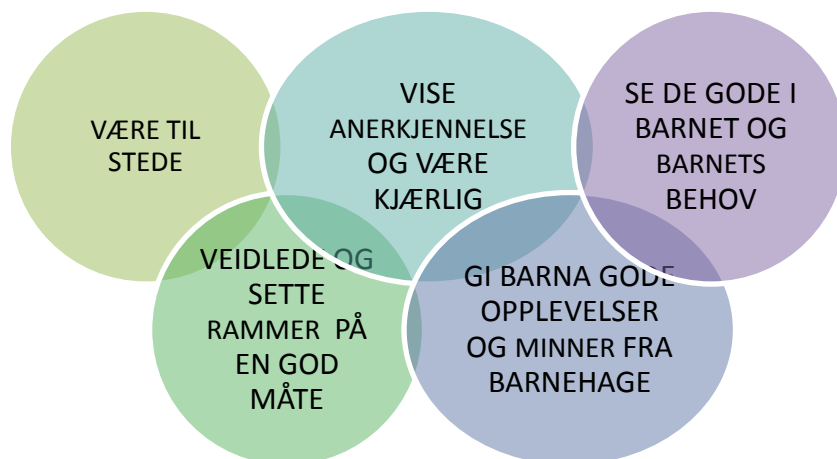 VÆRE TIL
STEDE
VISE
ANERKJENNELSE
OG VÆRE
KJÆRLIG
SE DE GODE I
BARNET OG
BARNETS
BEHOV
VEIDLEDE OG
SETTE
RAMMER PÅ
EN GOD
MÅTE
GI BARNA GODE
OPPLEVELSER
OG MINNER FRA
BARNEHAGE